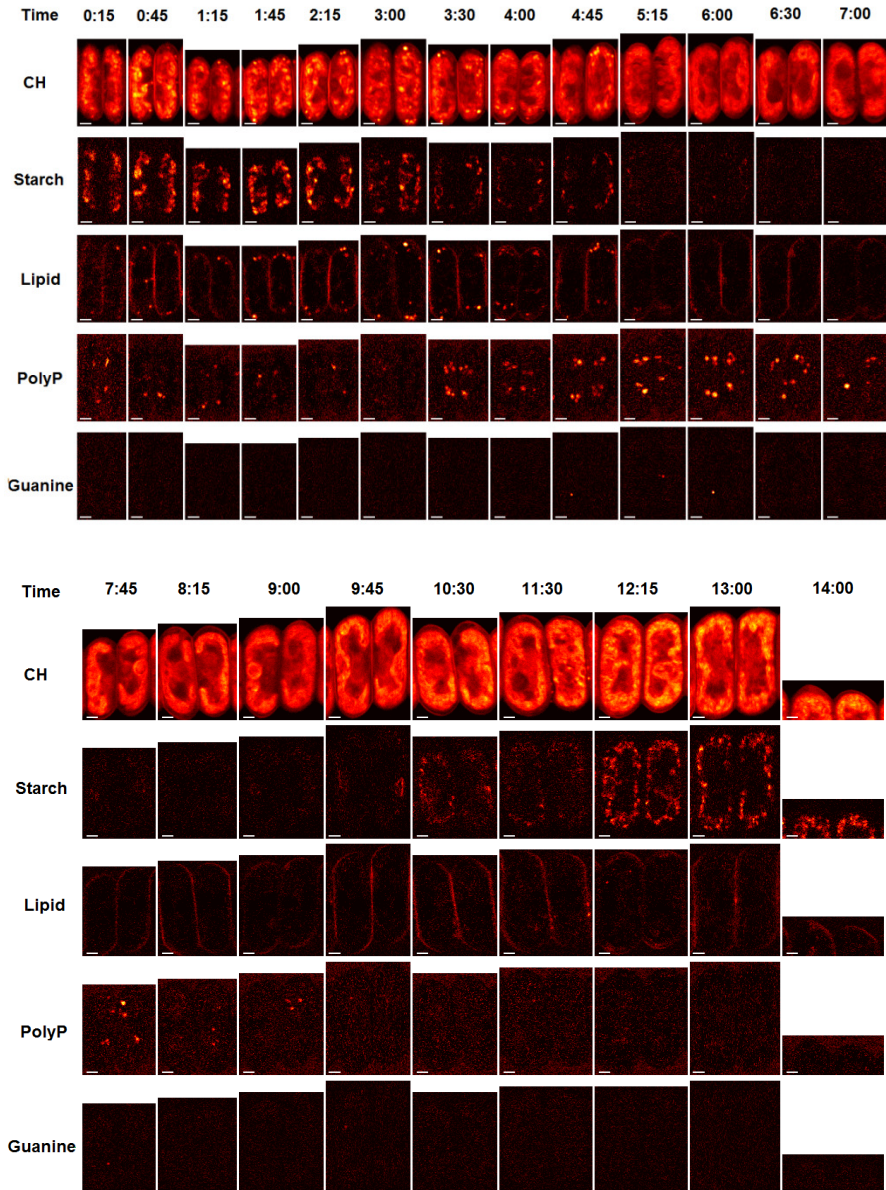 Time 0:15 0:45 1:15 1:45 2:15 3:00 3:30 4:00 4:45 5:15 6:00 6:30 7:00
CH
Starch
Lipid
PolyP
Guanine
Time 7:45 8:15 9:00 9:45 10:30 11:30 12:15 13:00 14:00
CH
Starch
Lipid
PolyP
Guanine